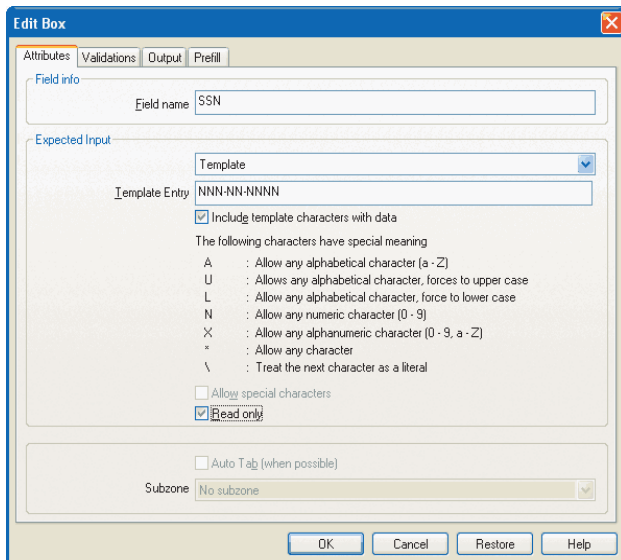 Edit Box
Attributes Validations Output Prefill
Field info
Field name SSN
Expected Input
Template
Template Entry NNN-NN-NNNN
Include template characters with data
The following characters have special meaning
A : Allow any alphabetical character (a - Z)
U : Allows any alphabetical character, forces to upper case
L : Allow any alphabetical character, force to lower case
N : Allow any numeric character (0 - 9)
X : Allow any alphanumeric character (0 - 9, a - Z)
* : Allow any character
\ : Treat the next character as a literal
Allow special characters
Read only
Auto Tab (when possible)
Subzone No subzone
OK Cancel Restore Help